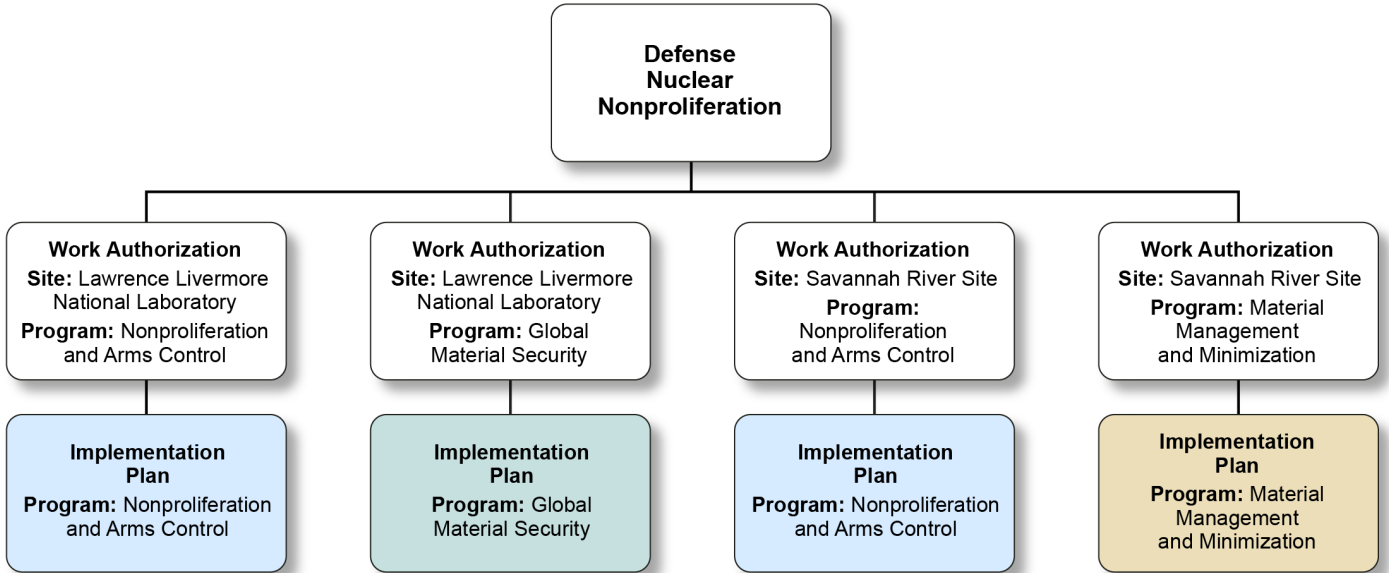 Defense
Nuclear
Nonproliferation
Work Authorization
Site: Lawrence Livermore
National Laboratory
Program: Nonproliferation
and Arms Control
Work Authorization
Site: Lawrence Livermore
National Laboratory
Program: Global
Material Security
Work Authorization
Site: Savannah River Site
Program:
Nonproliferation
and Arms Control
Work Authorization
Site: Savannah River Site
Program: Material
Management
and Minimization
Implementation
Plan
Program: Nonproliferation
and Arms Control
Implementation
Plan
Program: Global
Material Security
Implementation
Plan
Program: Nonproliferation
and Arms Control
Implementation
Plan
Program: Material
Management
and Minimization